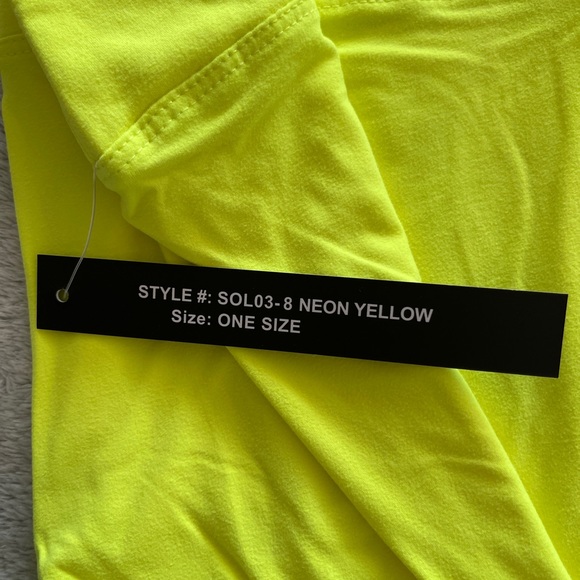 STYLE #: SOL03-8 NEON YELLOW
Size: ONE SIZE